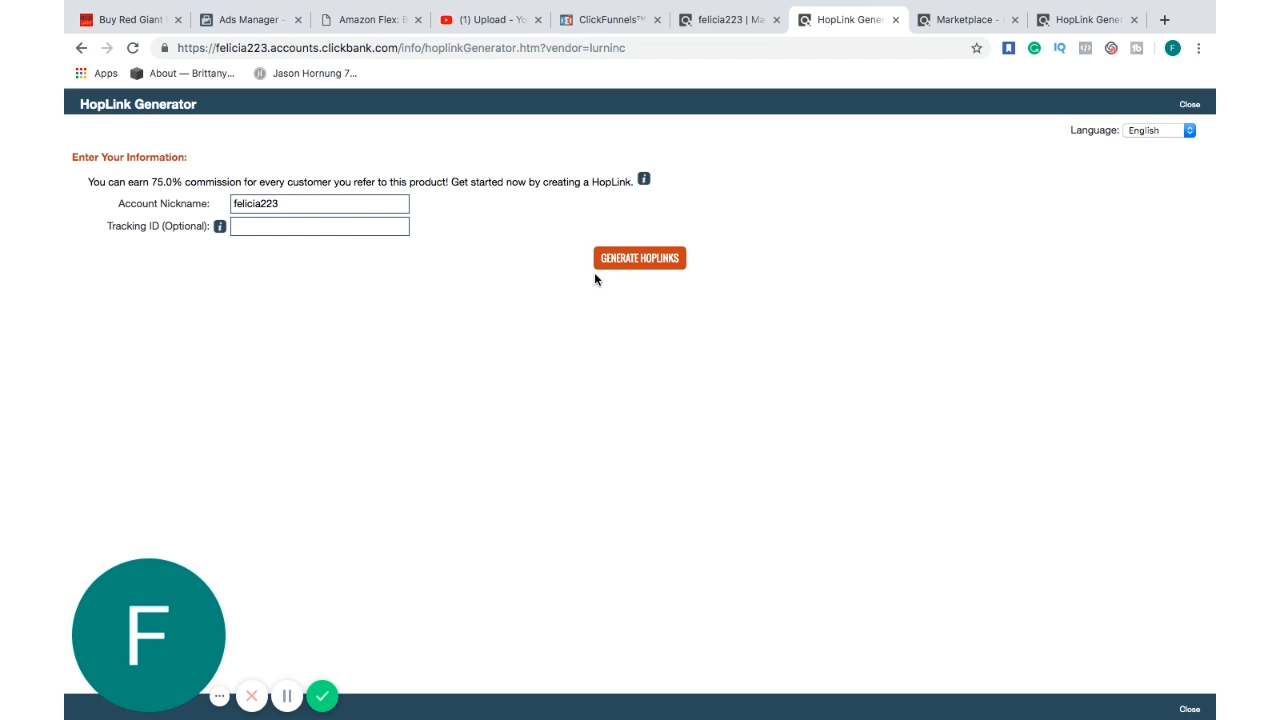 Buy Red Giant
Ads Manager -
Amazon Flex: B
(1) Upload - Yo
ClickFunnels™
felicia223 | Ma
HopLink Gener
Marketplace -
HopLink Gener
https://felicia223.accounts.clickbank.com/info/hoplinkGenerator.htm?vendor=lurninc
IQ
F
Apps
About — Brittany...
Jason Hornung 7...
HopLink Generator
Close
Language: English
Enter Your Information:
You can earn 75.0% commission for every customer you refer to this product! Get started now by creating a HopLink.
Account Nickname: felicia223
Tracking ID (Optional):
GENERATE HOPLINKS
F
Close